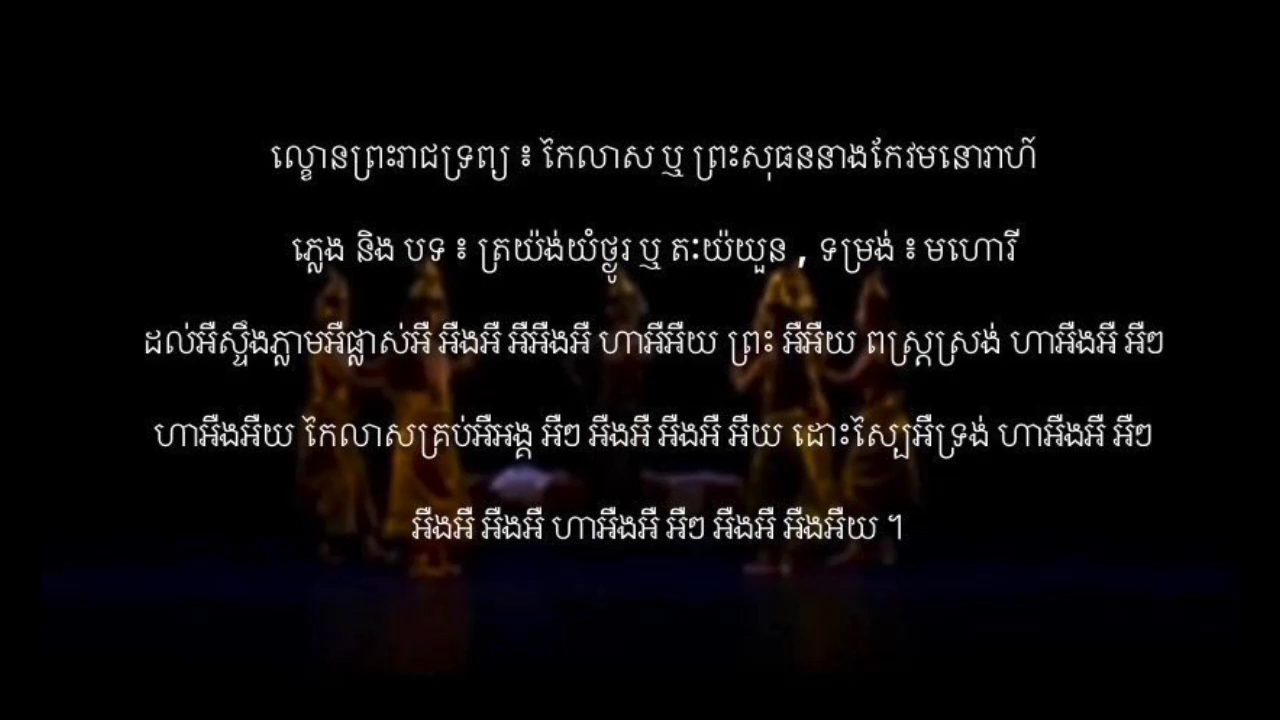 ល្ខោនព្រះរាជទ្រព្យ ៖ កៃលាស ឬ ព្រះសុធននាងកែវមនោរាហ៍
ភ្លេង និង បទ ៖ ត្រយ៉ង់យំថ្ងូរ ឬ តៈយ៉យួន , ទម្រង់ ៖ មហោរី
ដល់អឺស្ទឹងភ្លាមអឺផ្លាស់អឺ អឺងអឺ អឺអឺងអឺ ហាអឺអឺយ ព្រះ អឺអឺយ ពស្ត្រស្រង់ ហាអឺងអឺ អឺៗ
ហាអឺងអឺយ កៃលាសគ្រប់អឺអង្គ អឺៗ អឺងអឺ អឺងអឺ អឺយ ដោះស្បៃអឺទ្រង់ ហាអឺងអឺ អឺៗ
អឺងអឺ អឺងអឺ ហាអឺងអឺ អឺៗ អឺងអឺ អឺងអឺយ ។